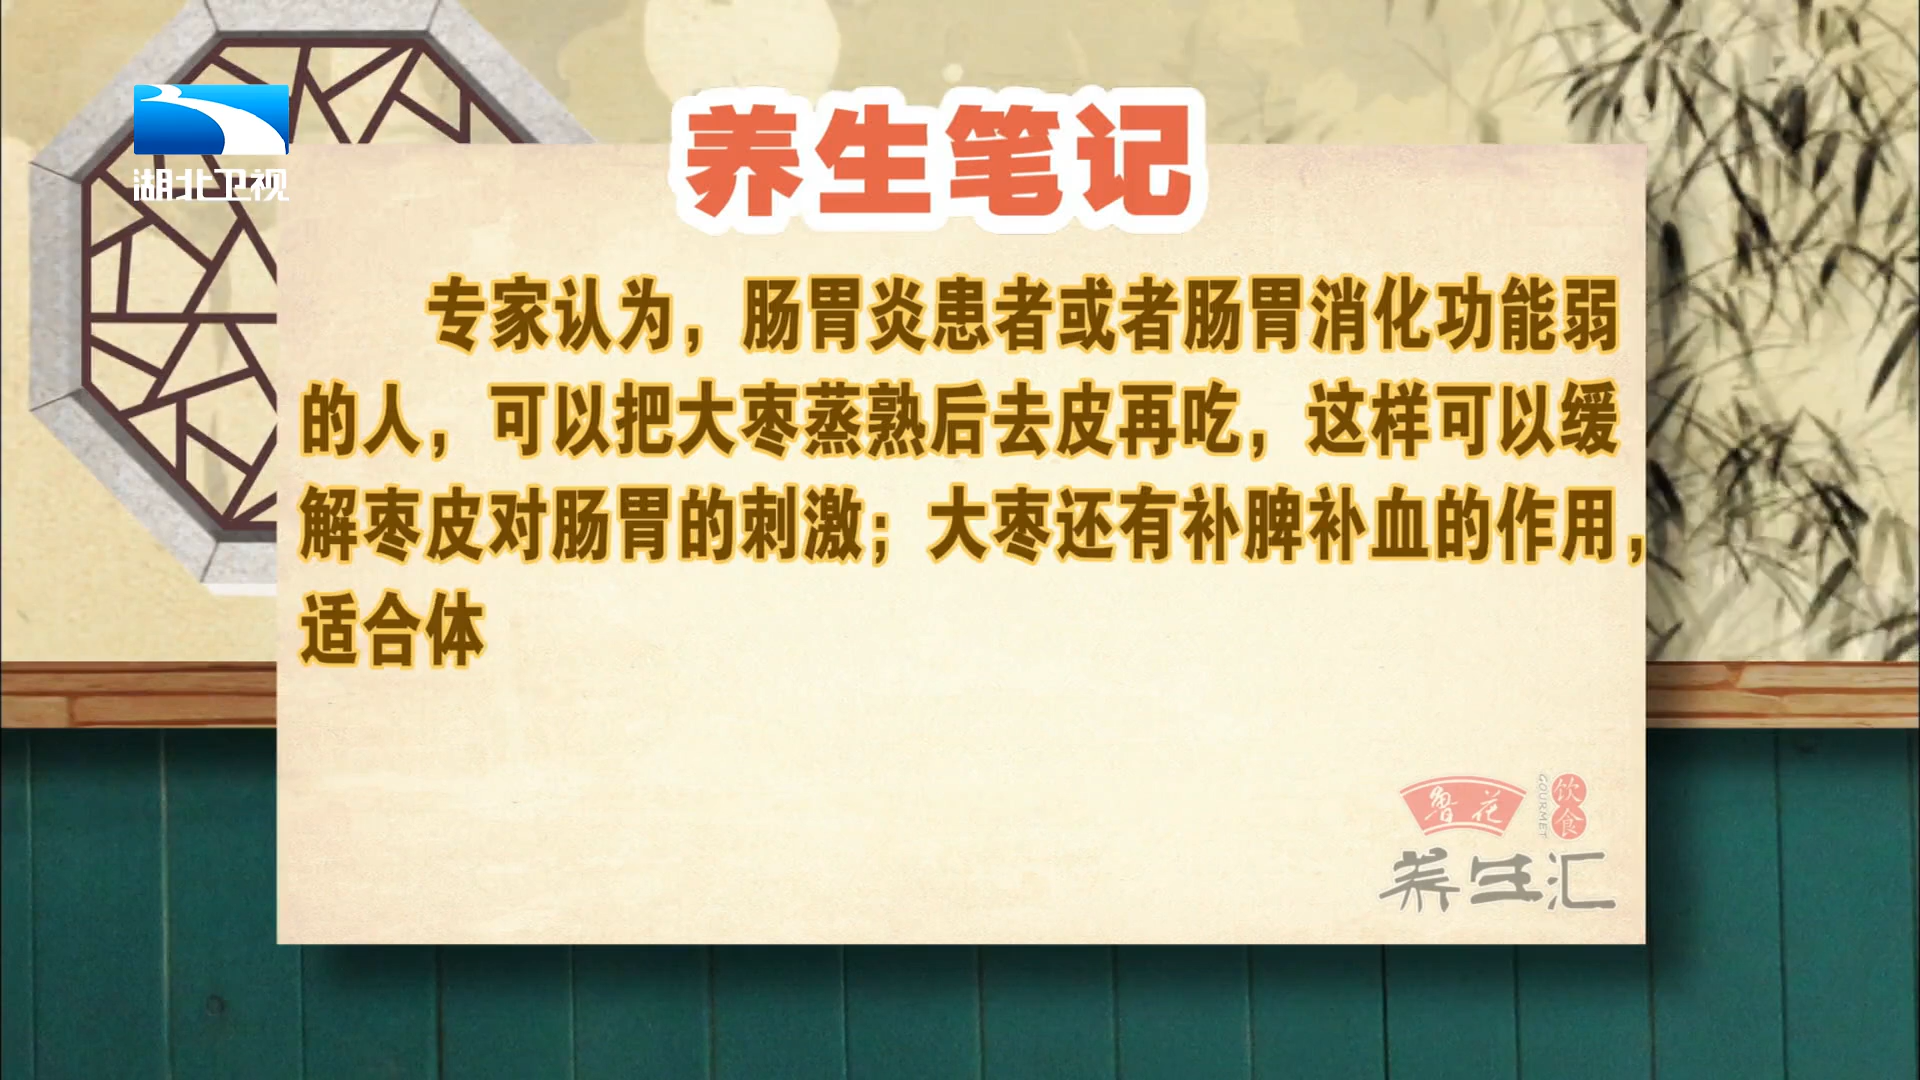 湖北卫视
养生笔记
专家认为，肠胃炎患者或者肠胃消化功能弱
的人，可以把大枣蒸熟后去皮再吃，这样可以缓
解枣皮对肠胃的刺激；大枣还有补脾补血的作用，
适合体
鲁花
GOURMET
饮食
养生汇